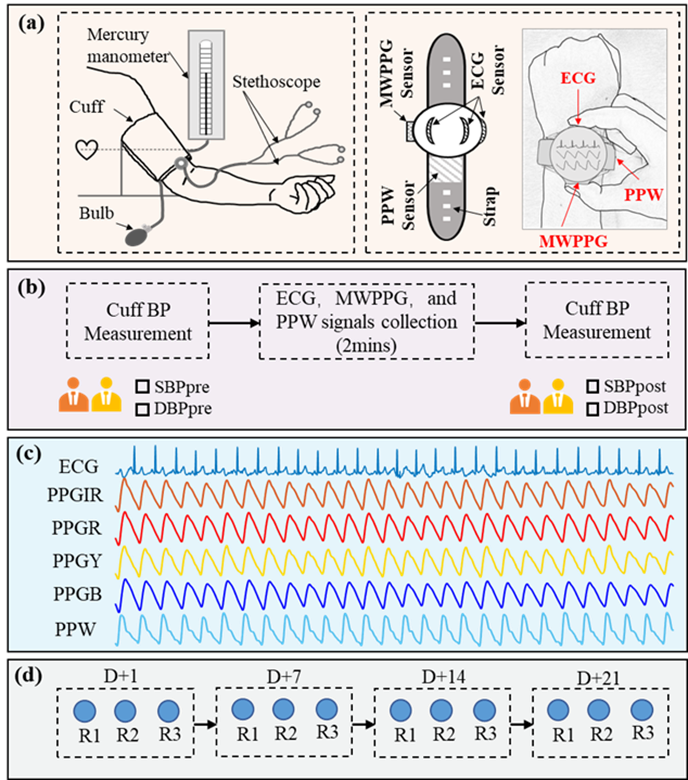 (a)
Mercury
manometer
Stethoscope
Cuff
Bulb
MWPPG
Sensor
ECG
Sensor
PPW
Sensor
Strap
ECG
PPW
MWPPG
(b)
Cuff BP
Measurement
ECG, MWPPG, and
PPW signals collection
(2mins)
Cuff BP
Measurement
SBPpre
DBPpre
SBPpost
DBPpost
(c)
ECG
PPGIR
PPGR
PPGY
PPGB
PPW
(d)
D+1
D+7
D+14
D+21
R1 R2 R3
R1 R2 R3
R1 R2 R3
R1 R2 R3